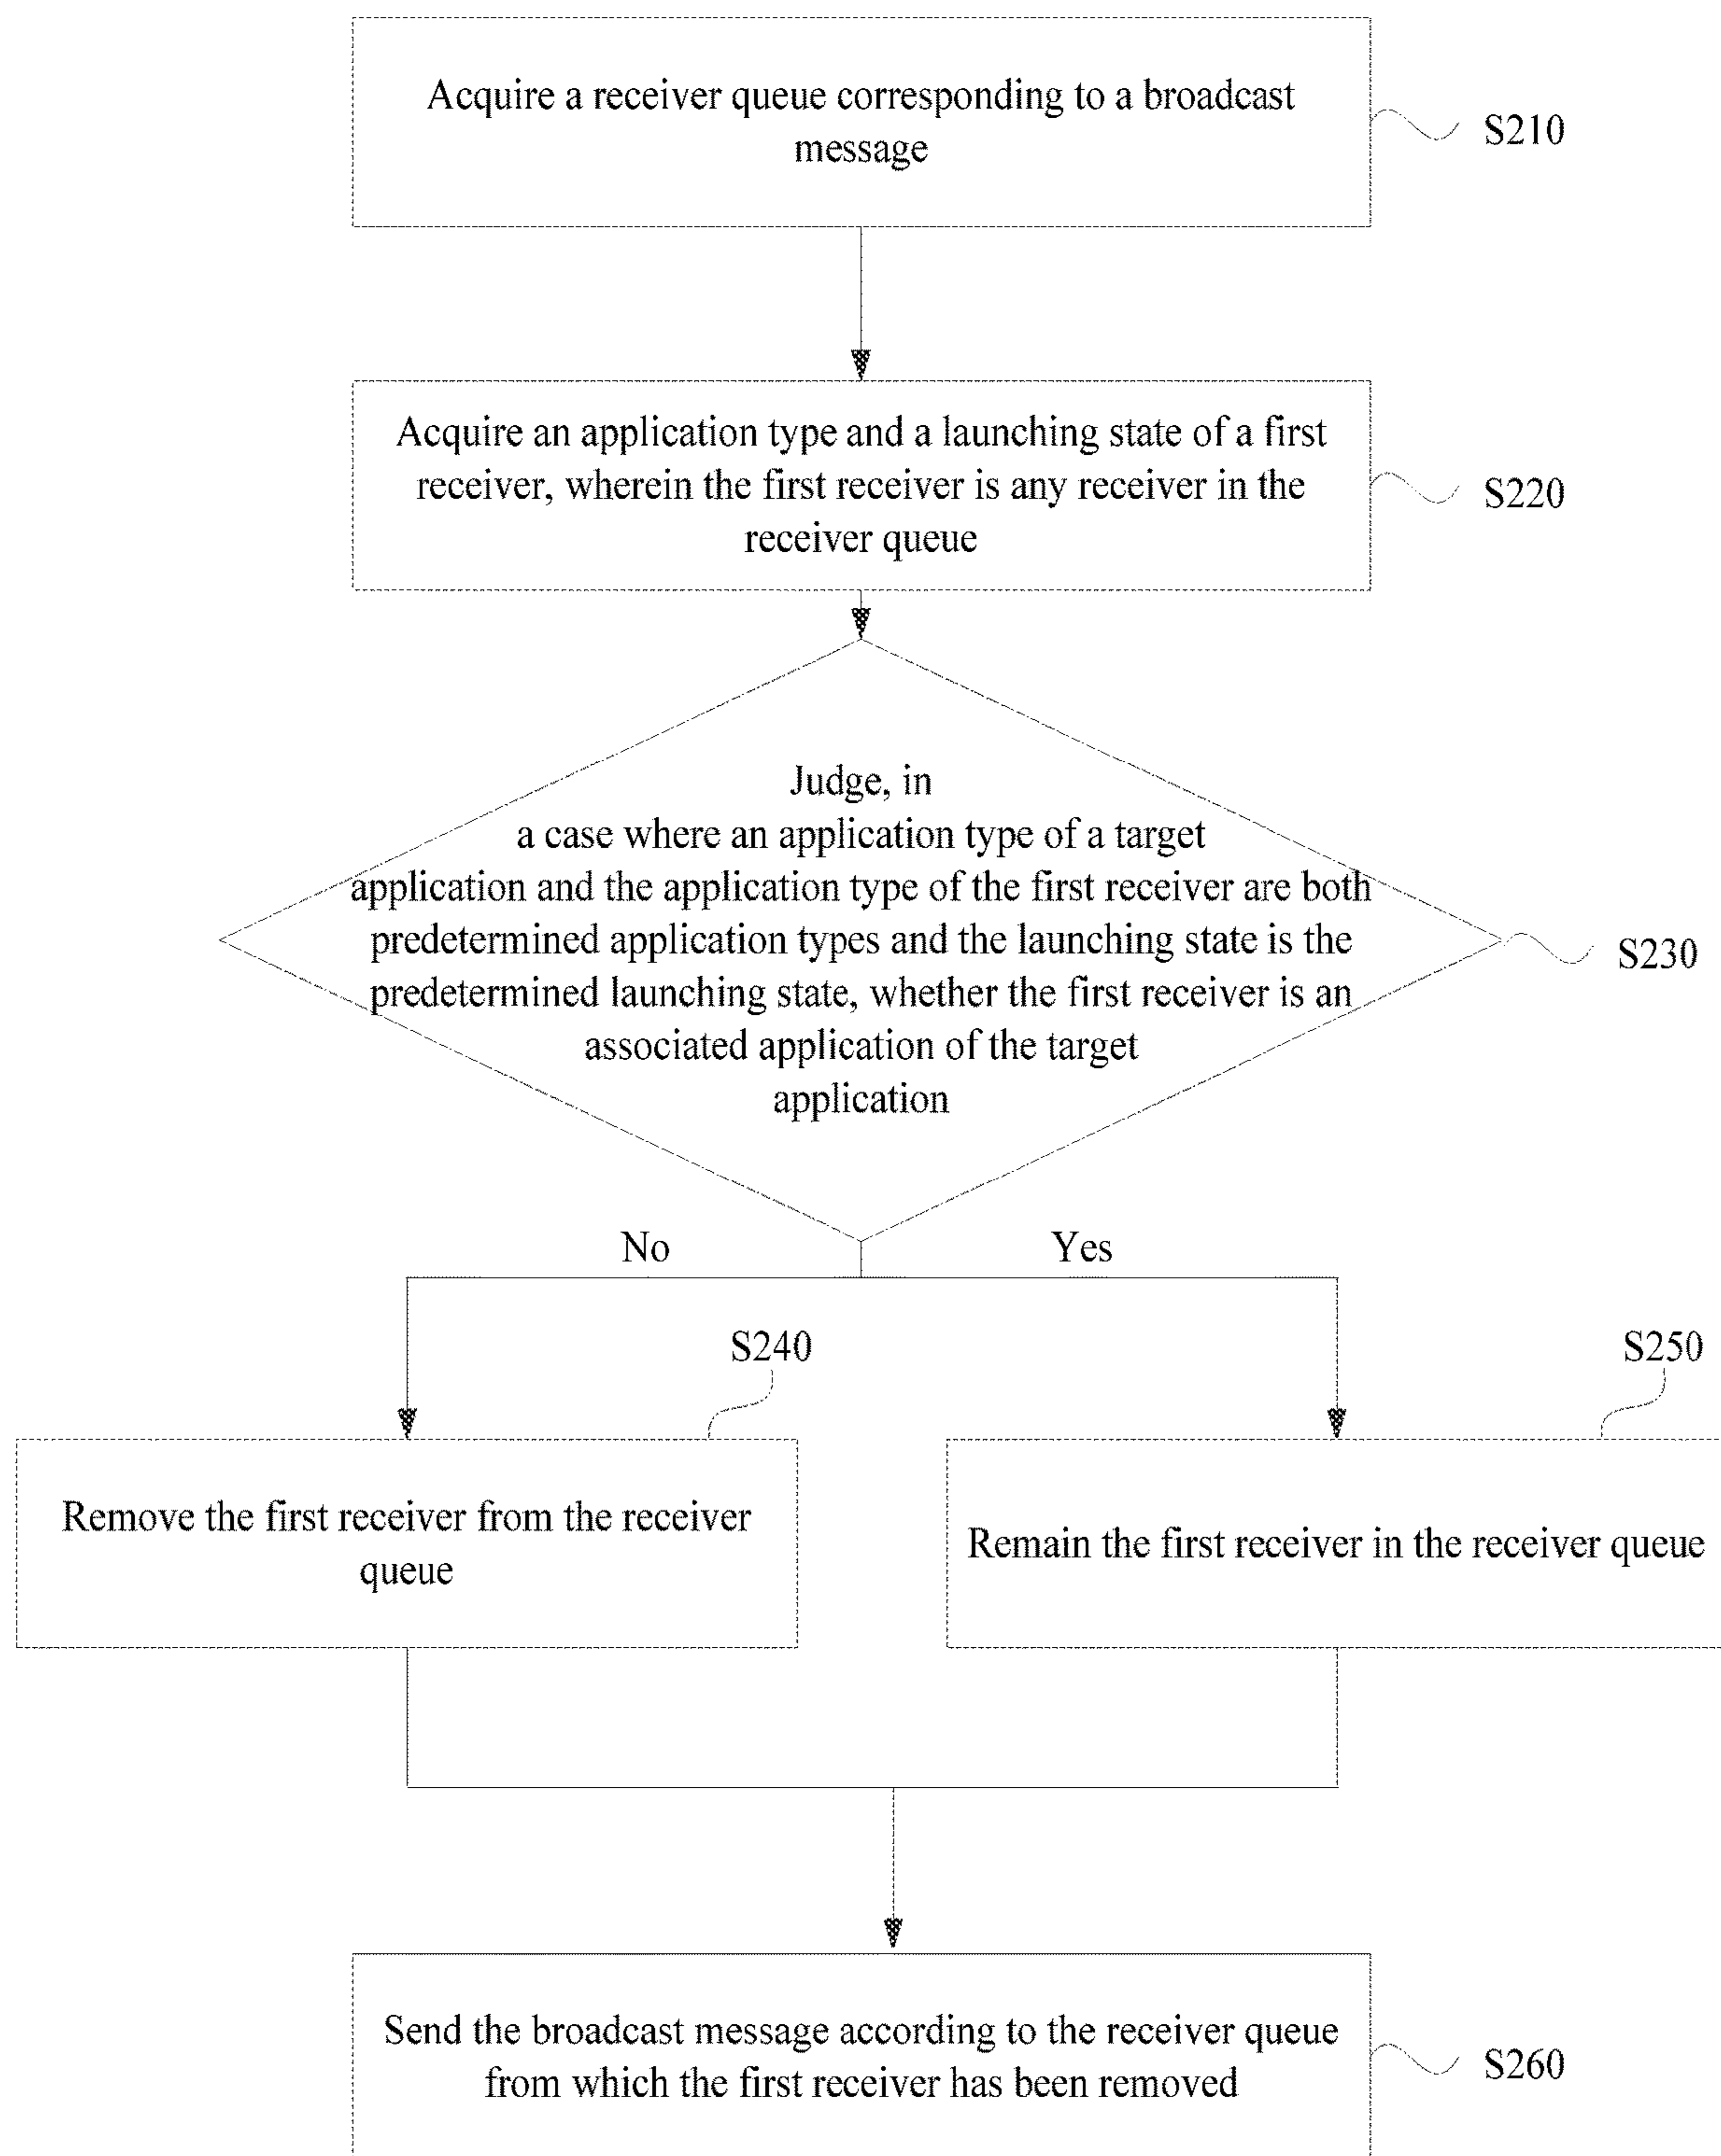 Acquire a receiver queue corresponding to a broadcast
message
S210
Acquire an application type and a launching state of a first
receiver, wherein the first receiver is any receiver in the
receiver queue
S220
Judge, in
a case where an application type of a target
application and the application type of the first receiver are both
predetermined application types and the launching state is the
predetermined launching state, whether the first receiver is an
associated application of the target
application
S230
No
Yes
S240
S250
Remove the first receiver from the receiver
queue
Remain the first receiver in the receiver queue
Send the broadcast message according to the receiver queue
from which the first receiver has been removed
S260